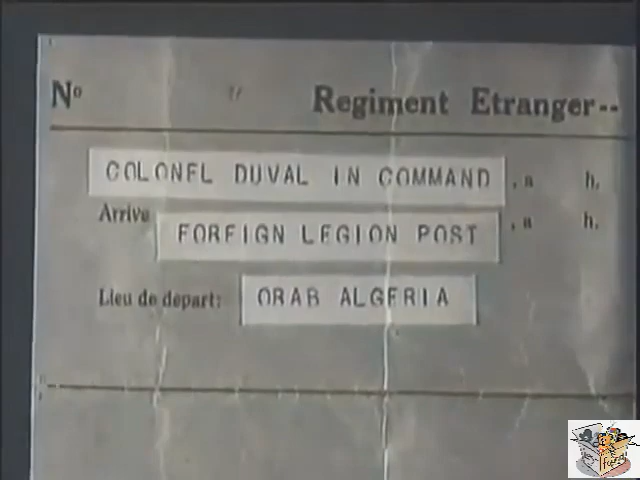 Nº " Regiment Etranger--
COLONEL DUVAL IN COMMAND , a h.
Arrive FOREIGN LEGION POST , a h.
Lieu de depart: ORAB ALGERIA